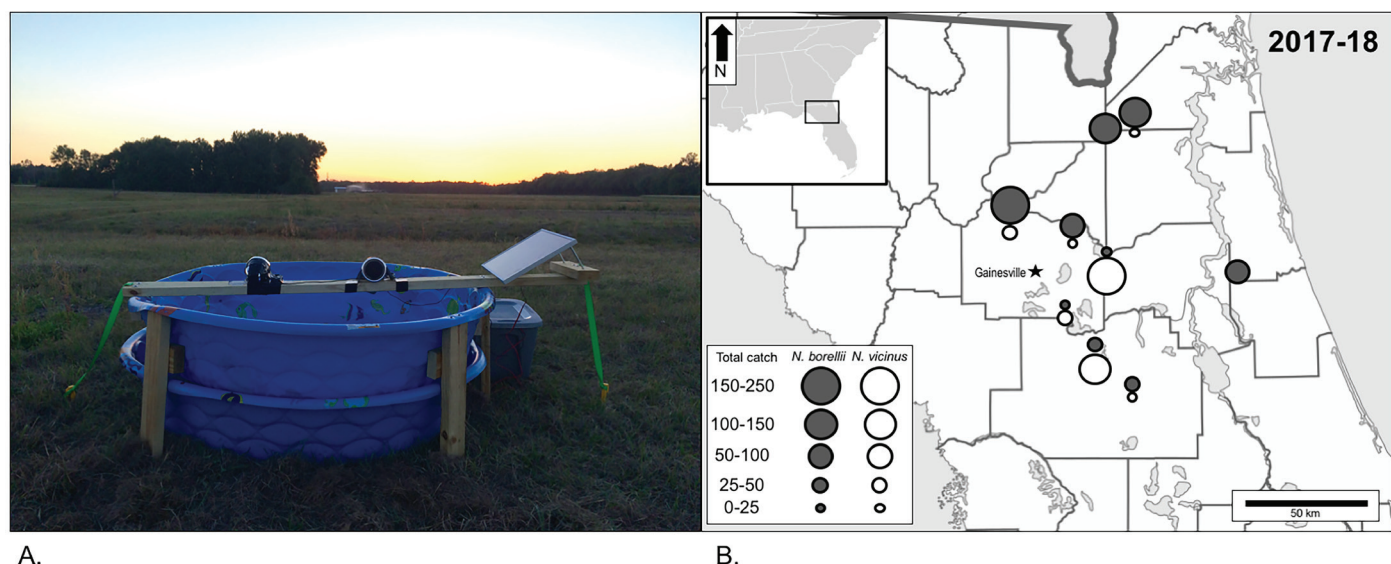 A.
N
2017-18
Gainesville
Total catch N. borellii N. vicinus
150-250
100-150
50-100
25-50
0-25
50 km
B.